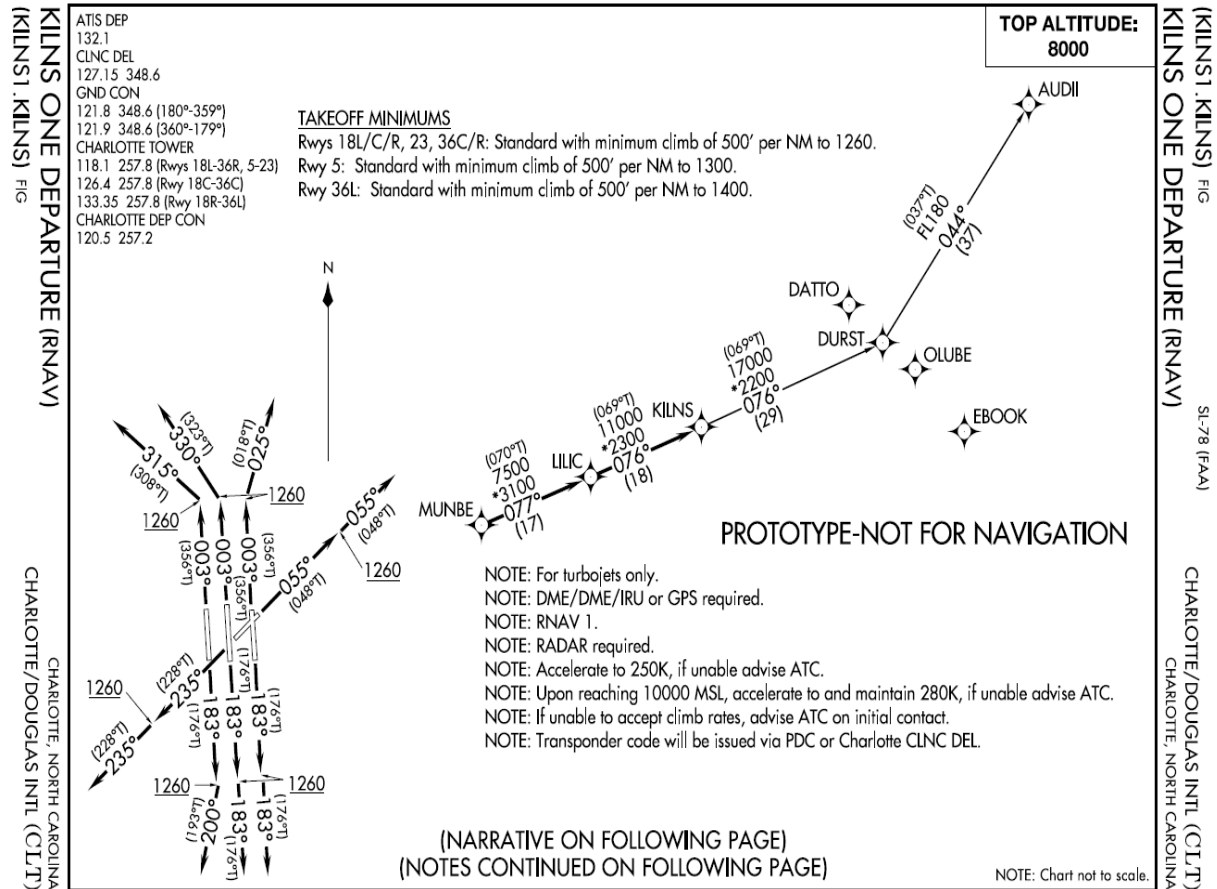 (KILNS1.KILNS) FIG
KILNS ONE DEPARTURE (RNAV)
CHARLOTTE, NORTH CAROLINA
CHARLOTTE/DOUGLAS INTL (CLT)
ATIS DEP
132.1
CLNC DEL
127.15 348.6
GND CON
121.8 348.6 (180°-359°)
121.9 348.6 (360°-179°)
CHARLOTTE TOWER
118.1 257.8 (Rwys 18L-36R, 5-23)
126.4 257.8 (Rwy 18C-36C)
133.35 257.8 (Rwy 18R-36L)
CHARLOTTE DEP CON
120.5 257.2
TAKEOFF MINIMUMS
Rwys 18L/C/R, 23, 36C/R: Standard with minimum climb of 500' per NM to 1260.
Rwy 5: Standard with minimum climb of 500' per NM to 1300.
Rwy 36L: Standard with minimum climb of 500' per NM to 1400.
TOP ALTITUDE:
8000
AUDII
(037°T)
FL180
044°
(37)
N
DATTO
DURST
OLUBE
EBOOK
(069°T)
17000
*2200
076°
(29)
KILNS
(069°T)
11000
*2300
076°
(18)
LILIC
(070°T)
7500
*3100
077°
(17)
MUNBE
315°
(308°T)
330°
(323°T)
025°
(018°T)
1260
1260
003°
(356°T)
003°
(356°T)
003°
(356°T)
055°
(048°T)
1260
055°
(048°T)
235°
(228°T)
1260
235°
(228°T)
183°
(176°T)
183°
(176°T)
183°
(176°T)
1260
1260
200°
(193°T)
183°
(176°T)
183°
(176°T)
PROTOTYPE-NOT FOR NAVIGATION
NOTE: For turbojets only.
NOTE: DME/DME/IRU or GPS required.
NOTE: RNAV 1.
NOTE: RADAR required.
NOTE: Accelerate to 250K, if unable advise ATC.
NOTE: Upon reaching 10000 MSL, accelerate to and maintain 280K, if unable advise ATC.
NOTE: If unable to accept climb rates, advise ATC on initial contact.
NOTE: Transponder code will be issued via PDC or Charlotte CLNC DEL.
(NARRATIVE ON FOLLOWING PAGE)
(NOTES CONTINUED ON FOLLOWING PAGE)
NOTE: Chart not to scale.
(KILNS1.KILNS) FIG
KILNS ONE DEPARTURE (RNAV)
SL-78 (FAA)
CHARLOTTE/DOUGLAS INTL (CLT)
CHARLOTTE, NORTH CAROLINA